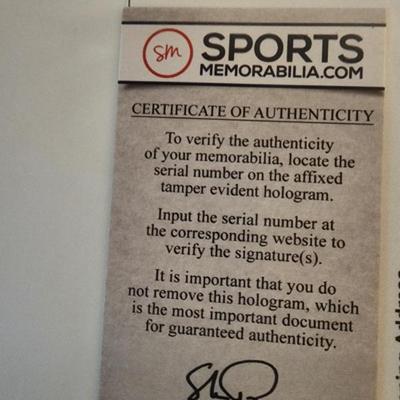 SM
SPORTS
MEMORABILIA.COM
CERTIFICATE OF AUTHENTICITY
To verify the authenticity
of your memorabilia, locate the
serial number on the affixed
tamper evident hologram.
Input the serial number at
the corresponding website to
verify the signature(s).
It is important that you do
not remove this hologram, which
is the most important document
for guaranteed authenticity.
Address